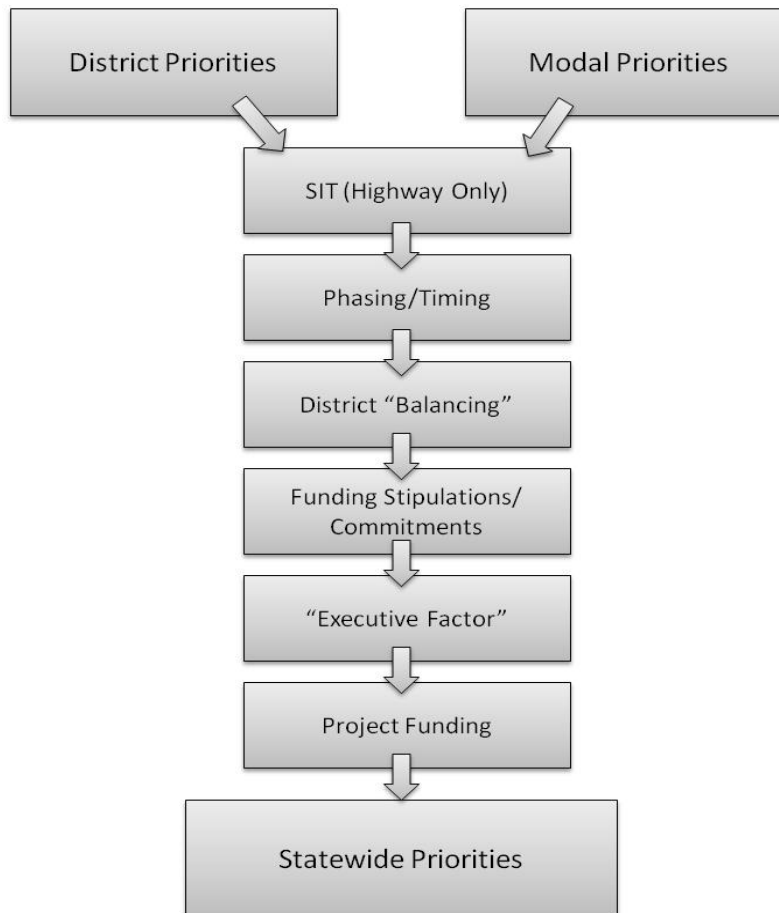 District Priorities
Modal Priorities
SIT (Highway Only)
Phasing/Timing
District “Balancing”
Funding Stipulations/
Commitments
“Executive Factor”
Project Funding
Statewide Priorities